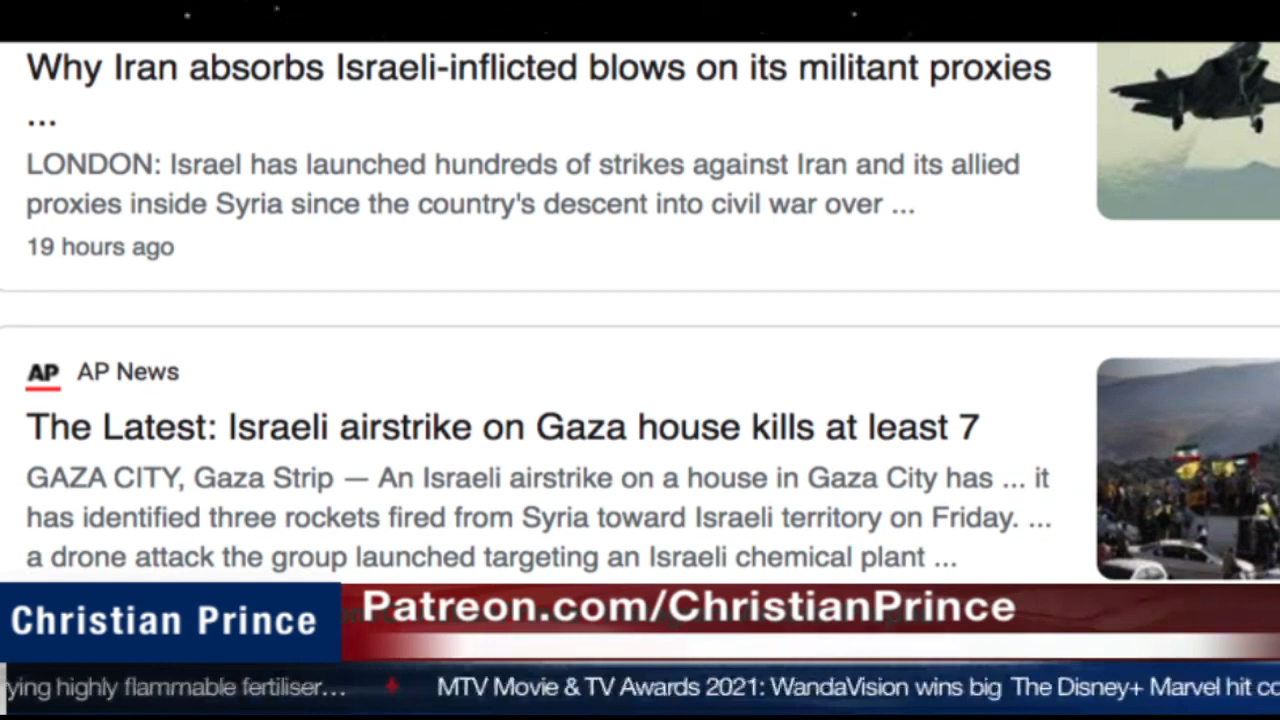 Why Iran absorbs Israeli-inflicted blows on its militant proxies
...
LONDON: Israel has launched hundreds of strikes against Iran and its allied
proxies inside Syria since the country's descent into civil war over ...
19 hours ago
AP AP News
The Latest: Israeli airstrike on Gaza house kills at least 7
GAZA CITY, Gaza Strip — An Israeli airstrike on a house in Gaza City has ... it
has identified three rockets fired from Syria toward Israeli territory on Friday. ...
a drone attack the group launched targeting an Israeli chemical plant ...
Christian Prince
Patreon.com/ChristianPrince
ying highly flammable fertiliser... MTV Movie & TV Awards 2021: WandaVision wins big The Disney+ Marvel hit co